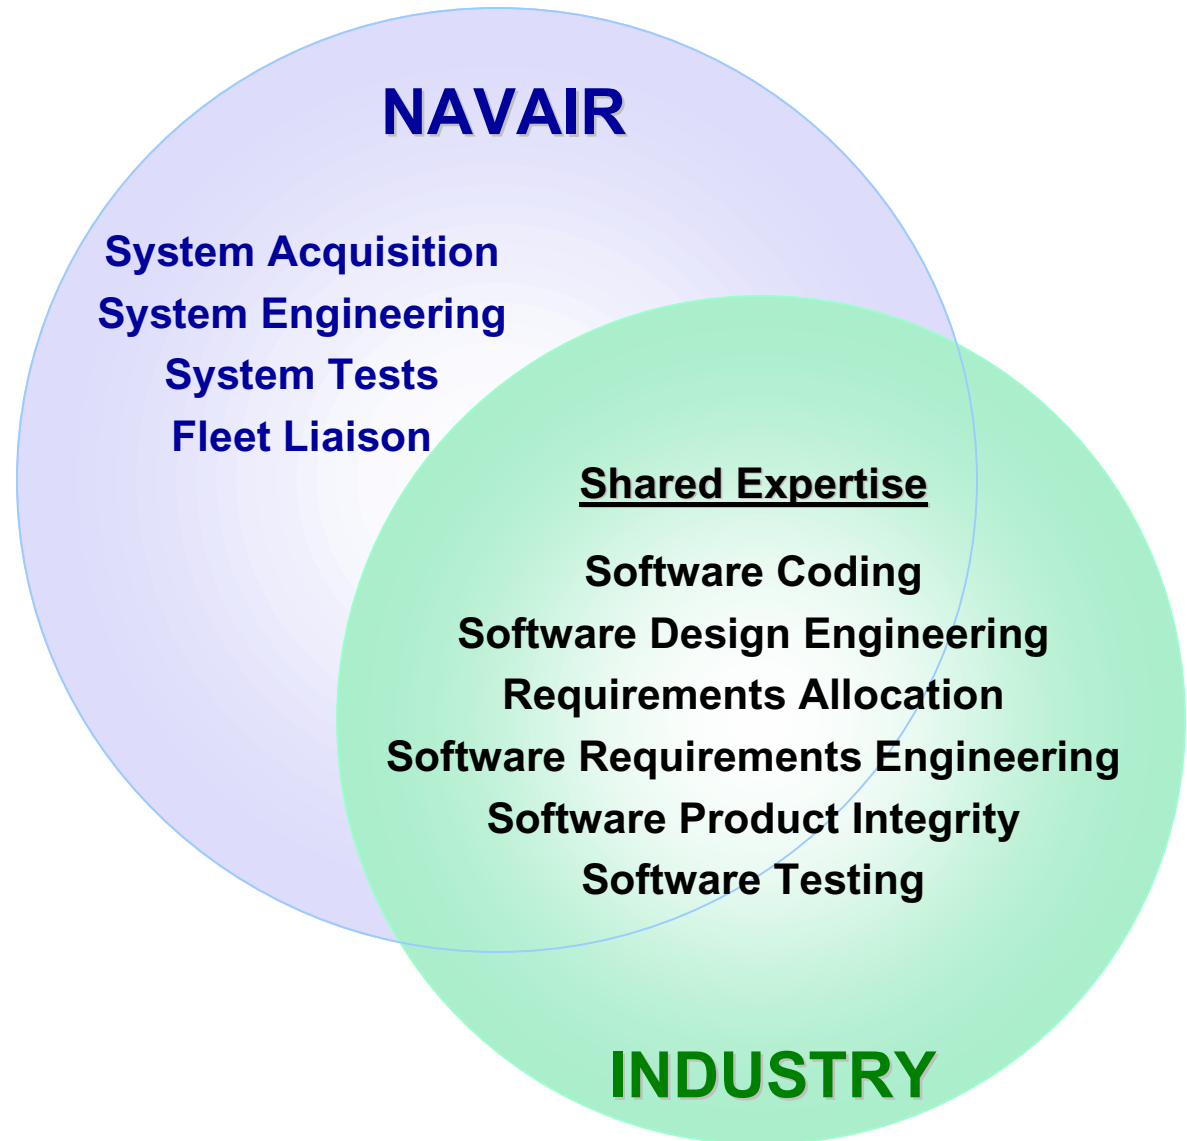 NAVAIR
System Acquisition
System Engineering
System Tests
Fleet Liaison
Shared Expertise
Software Coding
Software Design Engineering
Requirements Allocation
Software Requirements Engineering
Software Product Integrity
Software Testing
INDUSTRY